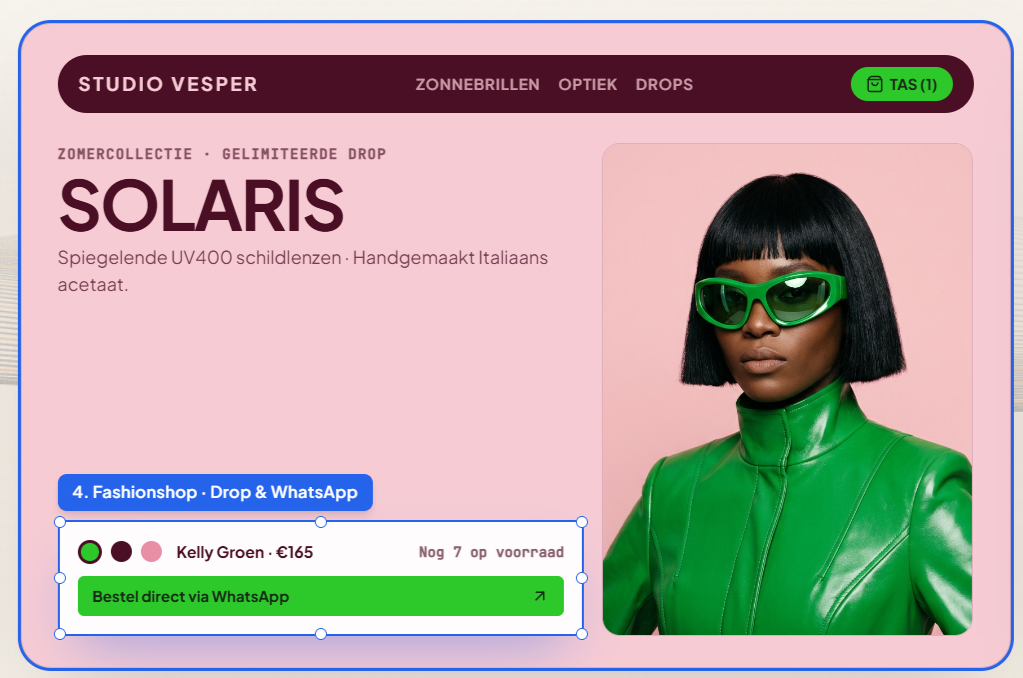 STUDIO VESPER
ZONNEBRILLEN OPTIEK DROPS
TAS (1)
ZOMERCOLLECTIE · GELIMITEERDE DROP
SOLARIS
Spiegelende UV400 schildlenzen · Handgemaakt Italiaans
acetaat.
4. Fashionshop · Drop & WhatsApp
Kelly Groen · €165
Nog 7 op voorraad
Bestel direct via WhatsApp